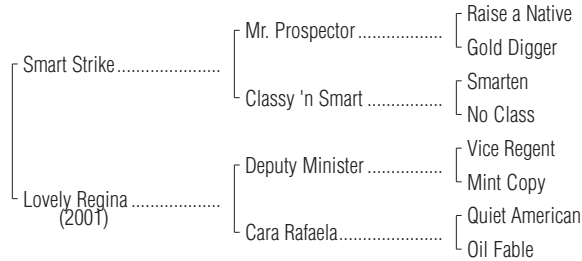 Raise a Native
Mr. Prospector ..................
Gold Digger
Smart Strike ......................
Smarten
Classy 'n Smart ................
No Class
Vice Regent
Deputy Minister ................
Mint Copy
Lovely Regina ...................
(2001)
Quiet American
Cara Rafaela......................
Oil Fable